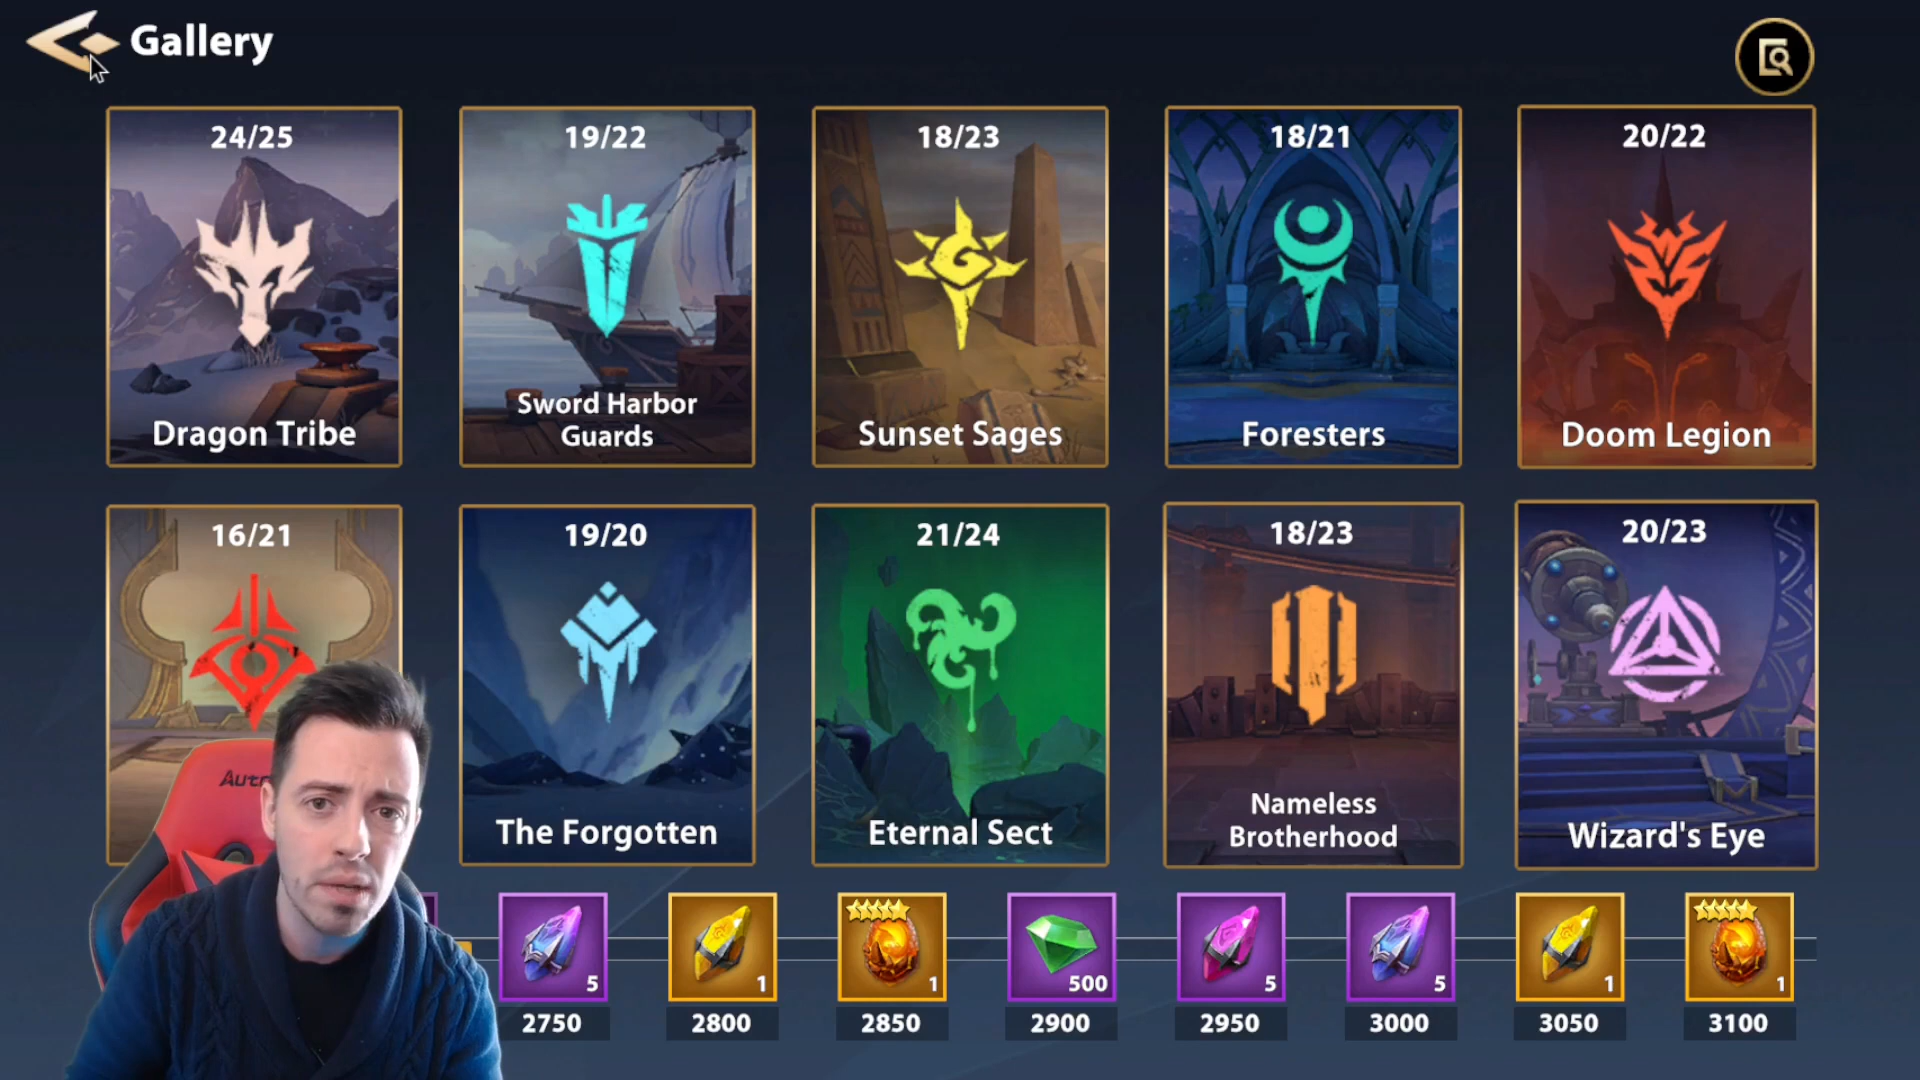 Gallery
24/25
19/22
18/23
18/21
20/22
Dragon Tribe
Sword Harbor
Guards
Sunset Sages
Foresters
Doom Legion
16/21
19/20
21/24
18/23
20/23
The Forgotten
Eternal Sect
Nameless
Brotherhood
Wizard's Eye
5
1
1
500
5
5
1
1
2750
2800
2850
2900
2950
3000
3050
3100